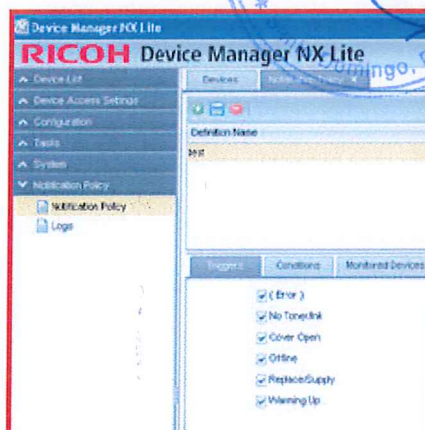 Device Manager NX Lite
RICOH Device Manager NX Lite
Device List
Device Access Settings
Configuration
Tasks
System
Notification Policy
Notification Policy
Logs
Devices
Notification Policy
Definition Name
test
Triggers
Conditions
Monitored Devices
( Error )
No Toner/Ink
Cover Open
Offline
Replace/Supply
Warming Up